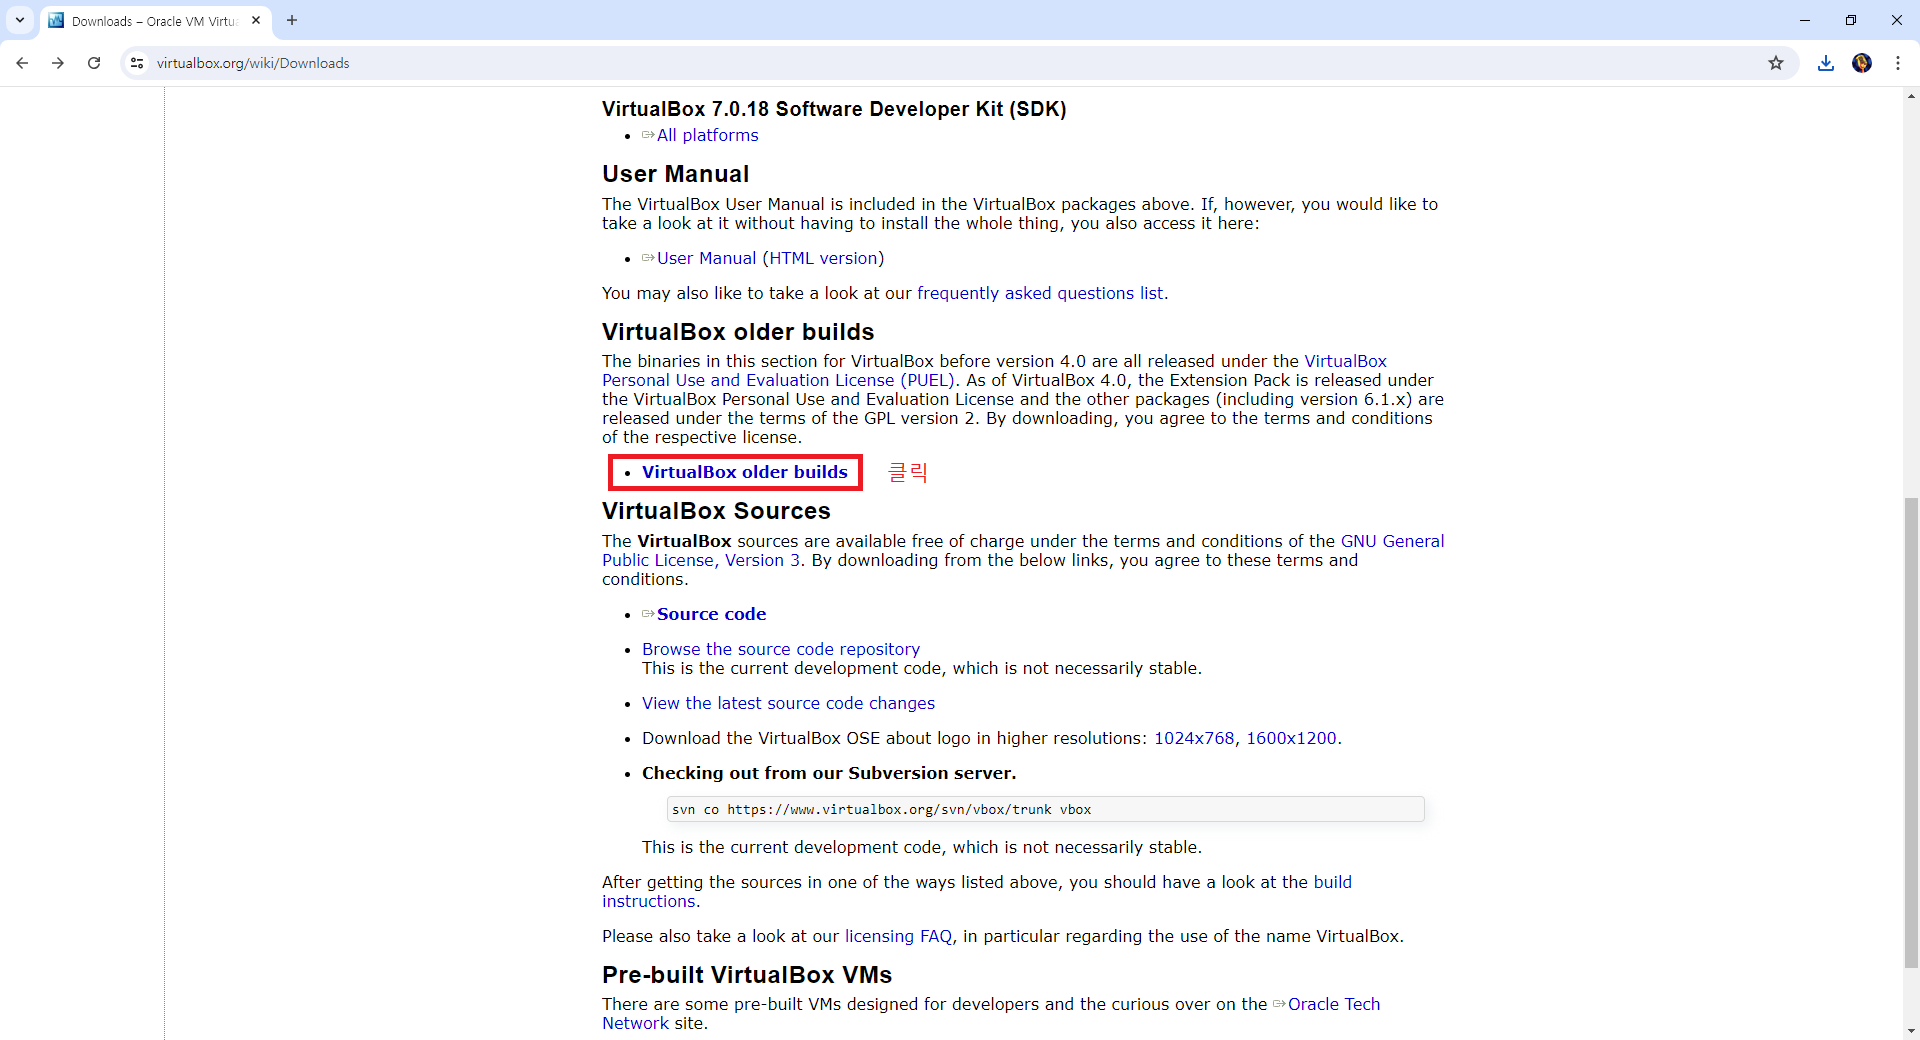 Downloads – Oracle VM Virtua
virtualbox.org/wiki/Downloads
VirtualBox 7.0.18 Software Developer Kit (SDK)
All platforms
User Manual
The VirtualBox User Manual is included in the VirtualBox packages above. If, however, you would like to
take a look at it without having to install the whole thing, you also access it here:
User Manual (HTML version)
You may also like to take a look at our frequently asked questions list.
VirtualBox older builds
The binaries in this section for VirtualBox before version 4.0 are all released under the VirtualBox
Personal Use and Evaluation License (PUEL). As of VirtualBox 4.0, the Extension Pack is released under
the VirtualBox Personal Use and Evaluation License and the other packages (including version 6.1.x) are
released under the terms of the GPL version 2. By downloading, you agree to the terms and conditions
of the respective license.
VirtualBox older builds 클릭
VirtualBox Sources
The VirtualBox sources are available free of charge under the terms and conditions of the GNU General
Public License, Version 3. By downloading from the below links, you agree to these terms and
conditions.
Source code
Browse the source code repository
This is the current development code, which is not necessarily stable.
View the latest source code changes
Download the VirtualBox OSE about logo in higher resolutions: 1024x768, 1600x1200.
Checking out from our Subversion server.
svn co https://www.virtualbox.org/svn/vbox/trunk vbox
This is the current development code, which is not necessarily stable.
After getting the sources in one of the ways listed above, you should have a look at the build
instructions.
Please also take a look at our licensing FAQ, in particular regarding the use of the name VirtualBox.
Pre-built VirtualBox VMs
There are some pre-built VMs designed for developers and the curious over on the Oracle Tech
Network site.